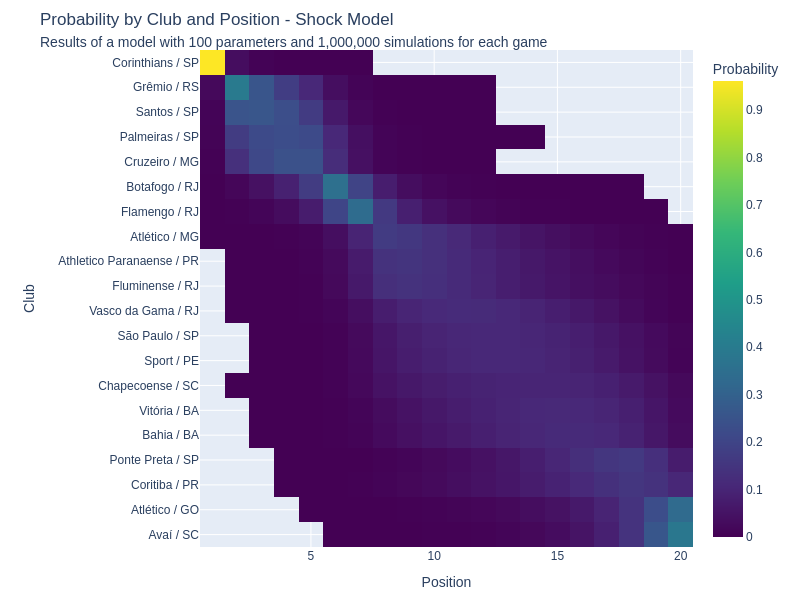 Probability by Club and Position - Shock Model
Results of a model with 100 parameters and 1,000,000 simulations for each game
Probability
Corinthians / SP
Grêmio / RS
Santos / SP
Palmeiras / SP
Cruzeiro / MG
Botafogo / RJ
Flamengo / RJ
Atlético / MG
Athletico Paranaense / PR
Fluminense / RJ
Vasco da Gama / RJ
São Paulo / SP
Sport / PE
Chapecoense / SC
Vitória / BA
Bahia / BA
Ponte Preta / SP
Coritiba / PR
Atlético / GO
Avaí / SC
Club
5 10 15 20
Position
0.9
0.8
0.7
0.6
0.5
0.4
0.3
0.2
0.1
0